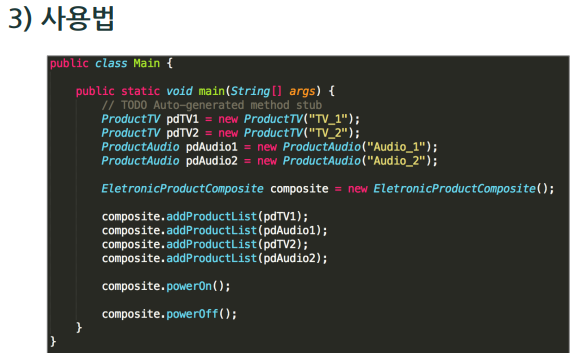 3) 사용법
public class Main {
public static void main(String[] args) {
// TODO Auto-generated method stub
ProductTV pdTV1 = new ProductTV("TV_1");
ProductTV pdTV2 = new ProductTV("TV_2");
ProductAudio pdAudio1 = new ProductAudio("Audio_1");
ProductAudio pdAudio2 = new ProductAudio("Audio_2");
EletronicProductComposite composite = new EletronicProductComposite();
composite.addProductList(pdTV1);
composite.addProductList(pdAudio1);
composite.addProductList(pdTV2);
composite.addProductList(pdAudio2);
composite.powerOn();
composite.powerOff();
}
}